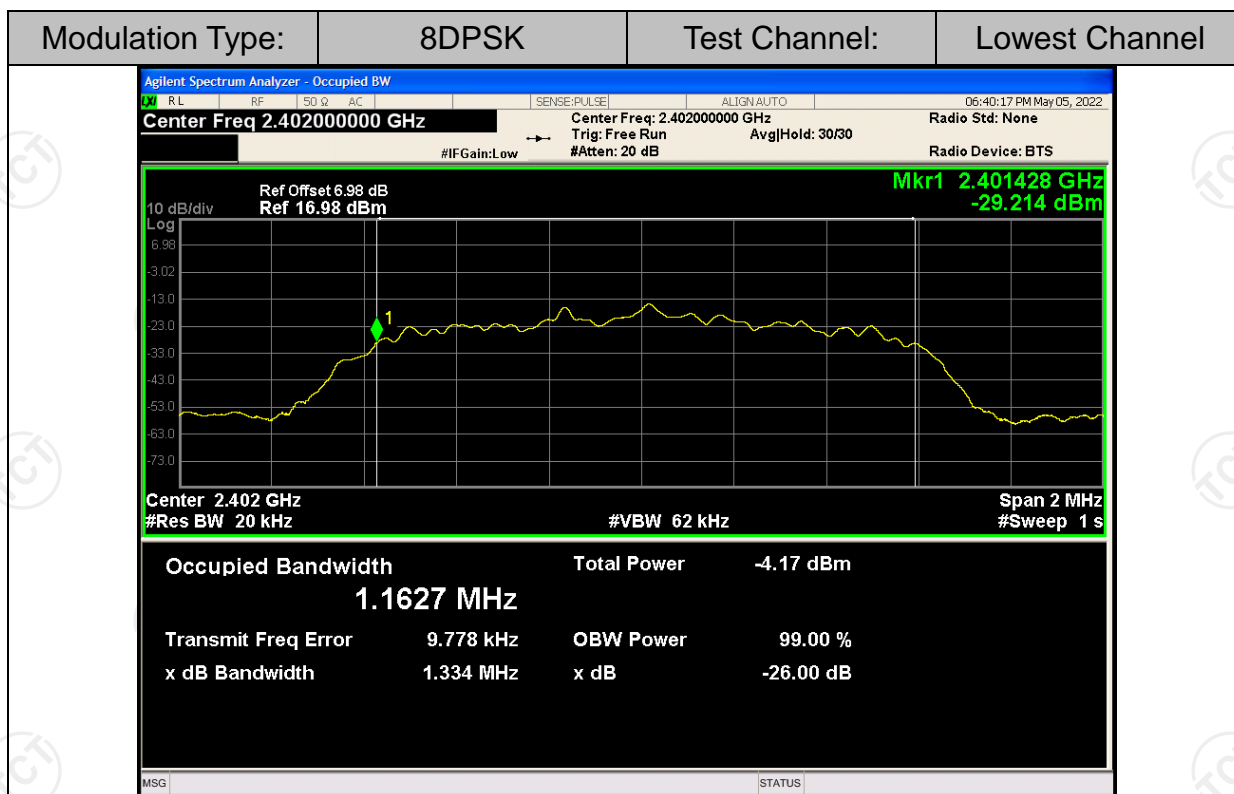 Modulation Type: 8DPSK Test Channel: Lowest Channel
Agilent Spectrum Analyzer - Occupied BW
LXI RL RF 50 Ω AC SENSE:PULSE ALIGN AUTO 06:40:17 PM May 05, 2022
Center Freq 2.402000000 GHz Center Freq: 2.402000000 GHz Radio Std: None
Trig: Free Run Avg|Hold: 30/30
#IFGain:Low #Atten: 20 dB Radio Device: BTS
Mkr1 2.401428 GHz
Ref Offset 6.98 dB
-29.214 dBm
10 dB/div Ref 16.98 dBm
Log
6.98
-3.02
-13.0
1
-23.0
-33.0
-43.0
-53.0
-63.0
-73.0
Center 2.402 GHz Span 2 MHz
#Res BW 20 kHz #VBW 62 kHz #Sweep 1 s
Occupied Bandwidth Total Power -4.17 dBm
1.1627 MHz
Transmit Freq Error 9.778 kHz OBW Power 99.00 %
x dB Bandwidth 1.334 MHz x dB -26.00 dB
MSG STATUS
TCT
TCT
TCT
TCT
TCT
TCT